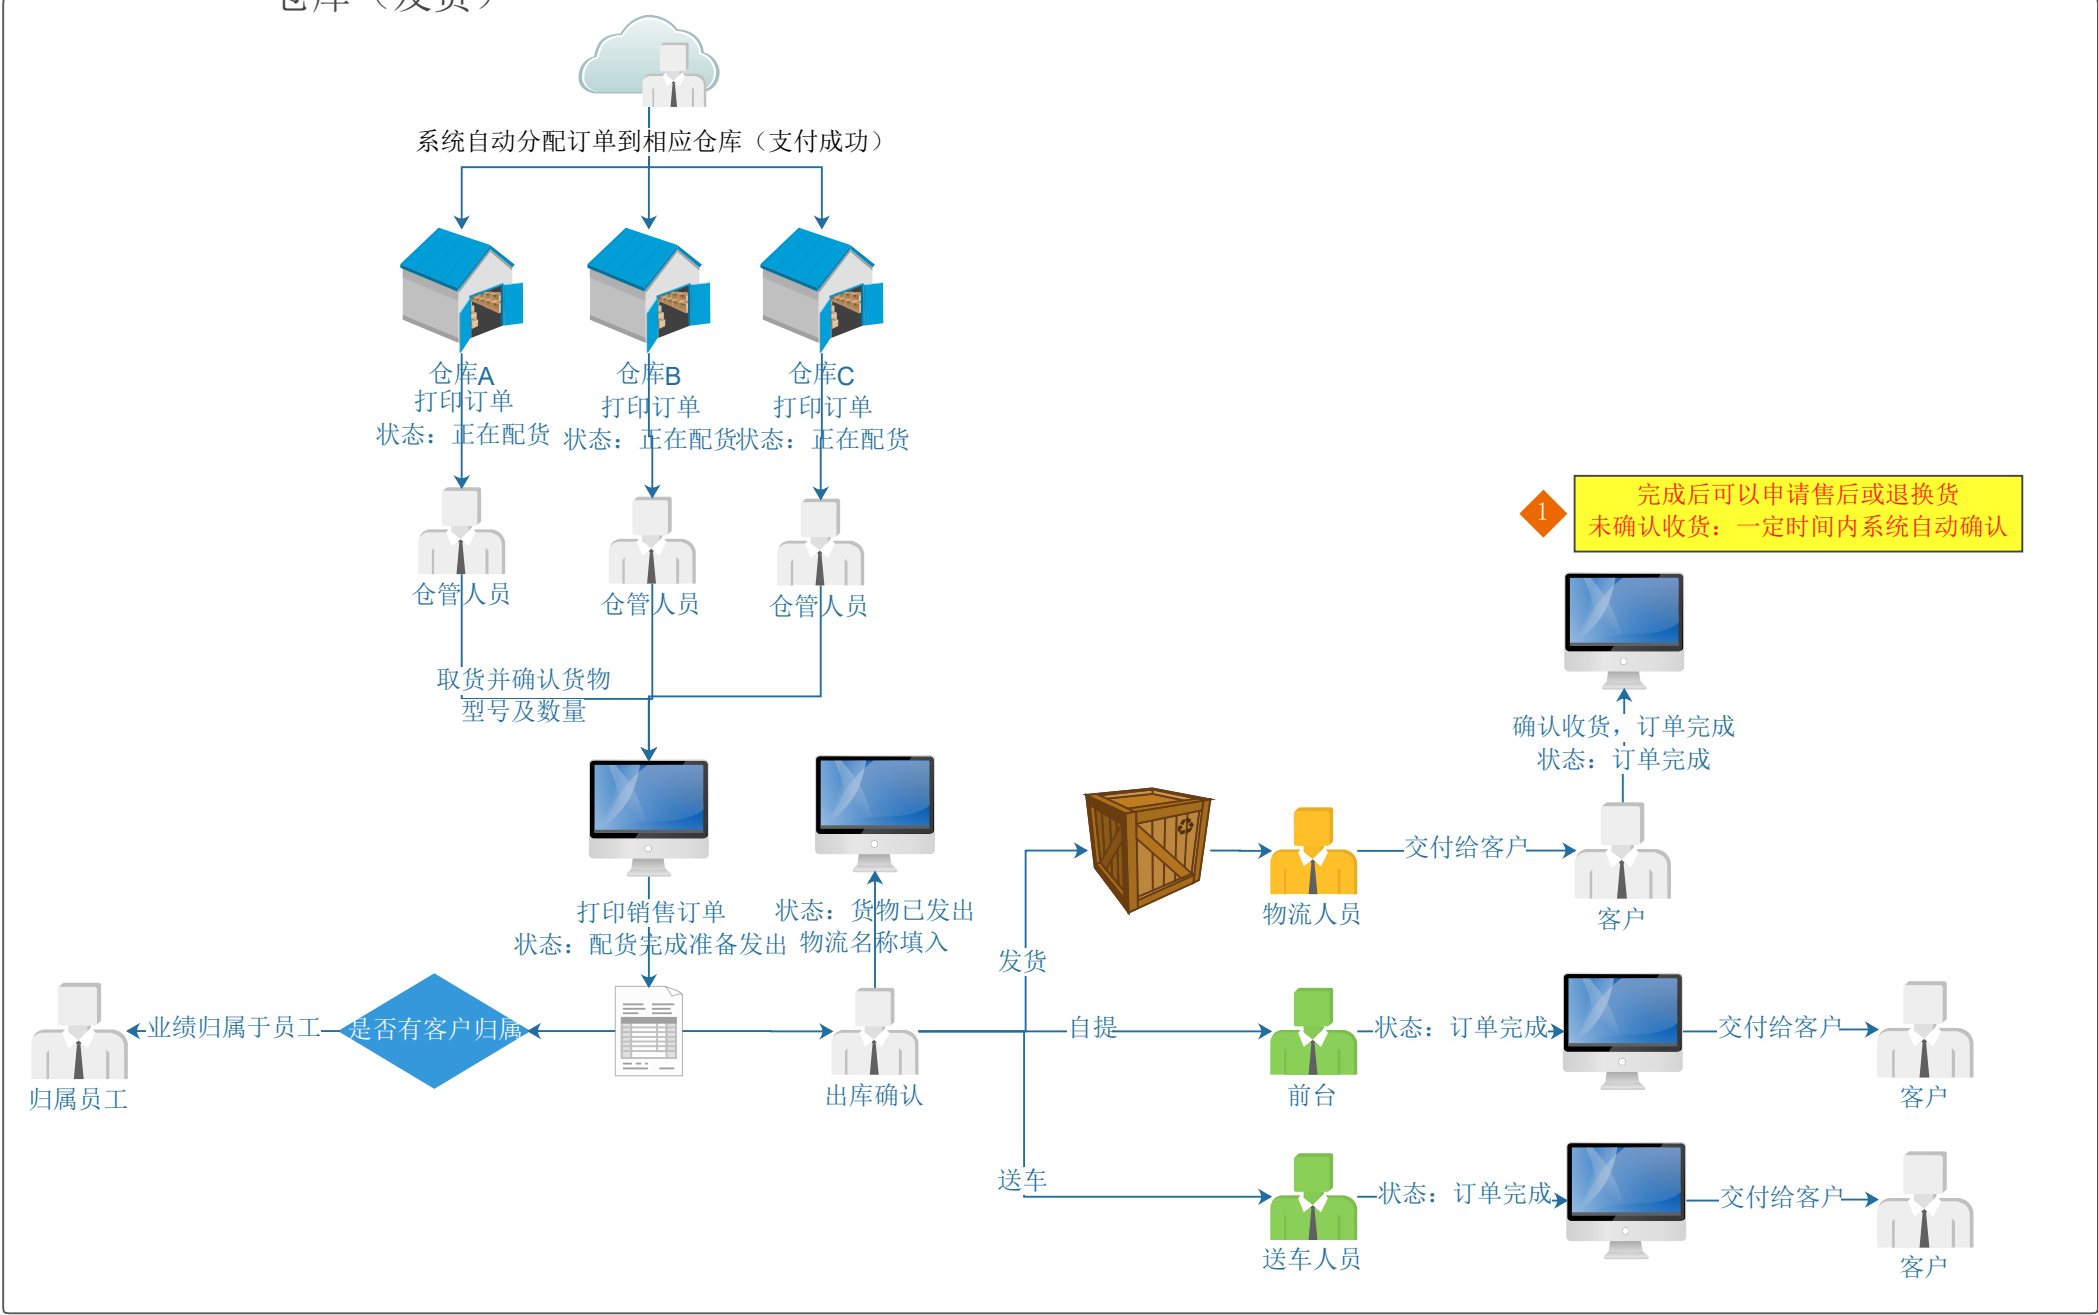 仓库（发货）
系统自动分配订单到相应仓库（支付成功）
仓库A
打印订单
状态：正在配货
仓库B
打印订单
状态：正在配货
仓库C
打印订单
状态：正在配货
仓管人员
仓管人员
仓管人员
1
完成后可以申请售后或退换货
未确认收货：一定时间内系统自动确认
取货并确认货物
型号及数量
确认收货，订单完成
状态：订单完成
打印销售订单
状态：配货完成准备发出
状态：货物已发出
物流名称填入
交付给客户
物流人员
客户
发货
业绩归属于员工
是否有客户归属
自提
状态：订单完成
交付给客户
归属员工
出库确认
前台
客户
送车
状态：订单完成
交付给客户
送车人员
客户